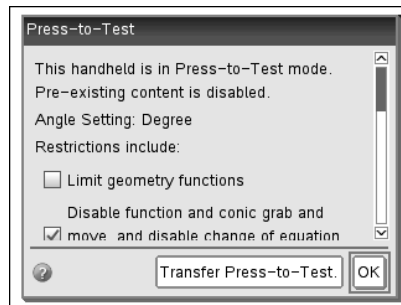 Press-to-Test
This handheld is in Press-to-Test mode.
Pre-existing content is disabled.
Angle Setting: Degree
Restrictions include:
Limit geometry functions
Disable function and conic grab and
move and disable change of equation
?
Transfer Press-to-Test.
OK